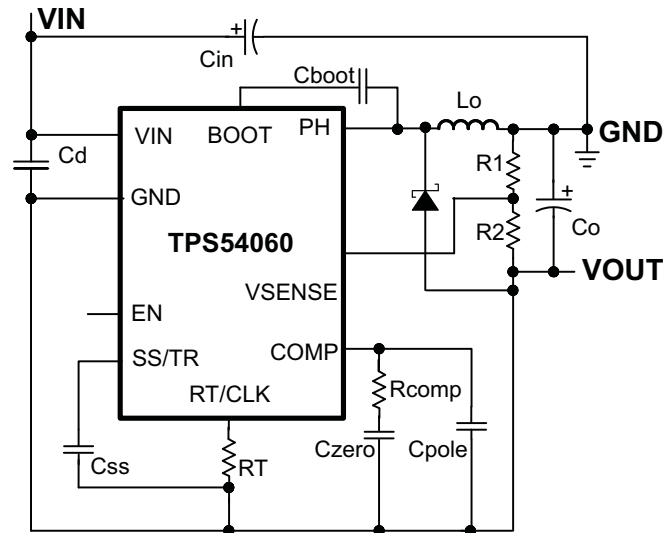 VIN
+
Cin
Cboot
Lo
VIN
BOOT
PH
GND
Cd
R1
GND
+
TPS54060
R2
Co
VOUT
VSENSE
EN
COMP
SS/TR
Rcomp
RT/CLK
Czero
Cpole
Css
RT